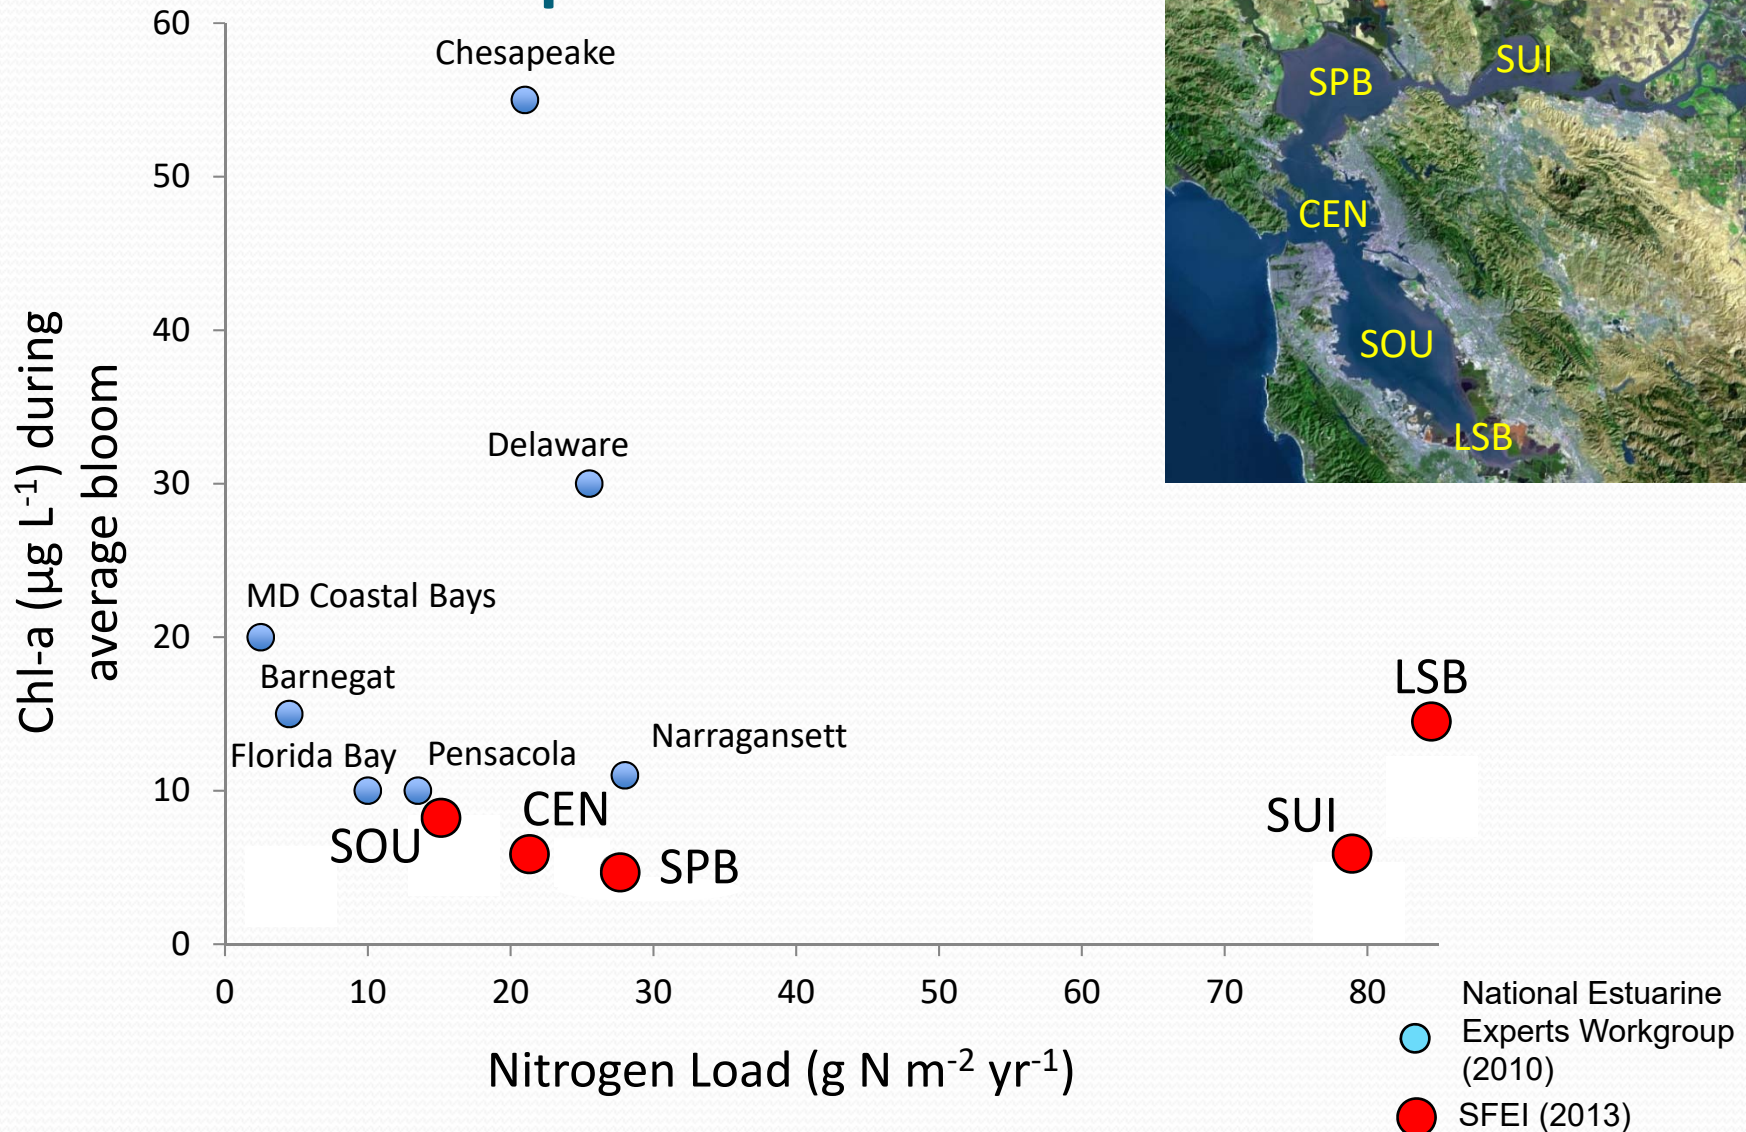 60
50
40
30
20
10
0
Chl-a (µg L⁻¹) during
average bloom
Chesapeake
Delaware
MD Coastal Bays
Barnegat
Florida Bay
Pensacola
Narragansett
SOU
CEN
SPB
SUI
LSB
0 10 20 30 40 50 60 70 80
Nitrogen Load (g N m⁻² yr⁻¹)
SPB
SUI
CEN
SOU
LSB
National Estuarine
Experts Workgroup
(2010)
SFEI (2013)